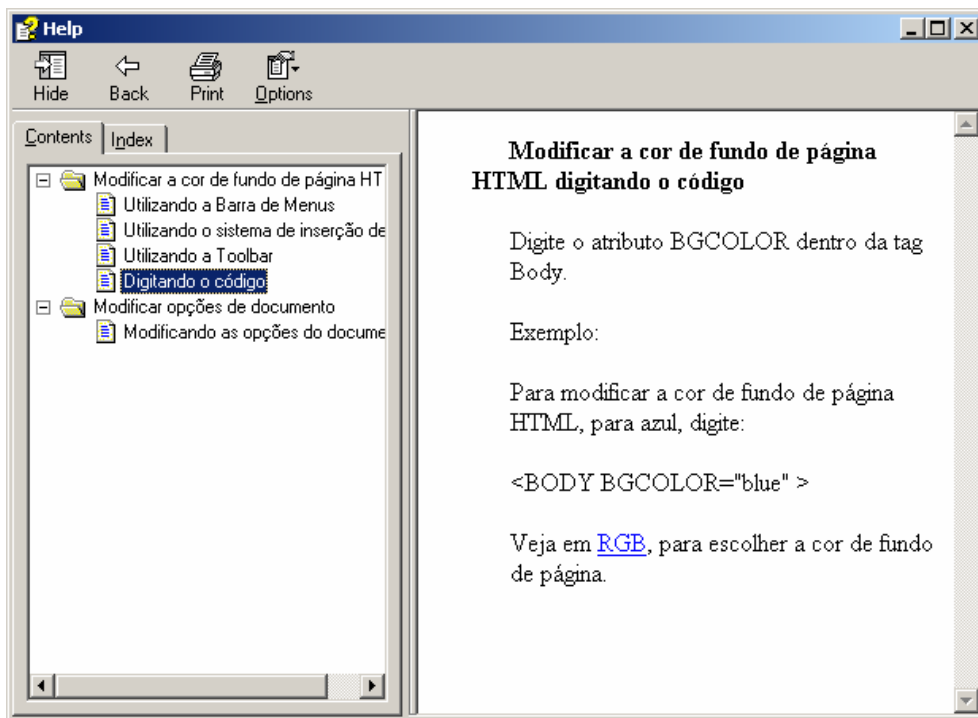 Help
Hide Back Print Options
Contents Index
Modificar a cor de fundo de página HT
Utilizando a Barra de Menus
Utilizando o sistema de inserção de
Utilizando a Toolbar
Digitando o código
Modificar opções de documento
Modificando as opções do docume
Modificar a cor de fundo de página
HTML digitando o código
Digite o atributo BGCOLOR dentro da tag
Body.
Exemplo:
Para modificar a cor de fundo de página
HTML, para azul, digite:
<BODY BGCOLOR="blue" >
Veja em RGB, para escolher a cor de fundo
de página.